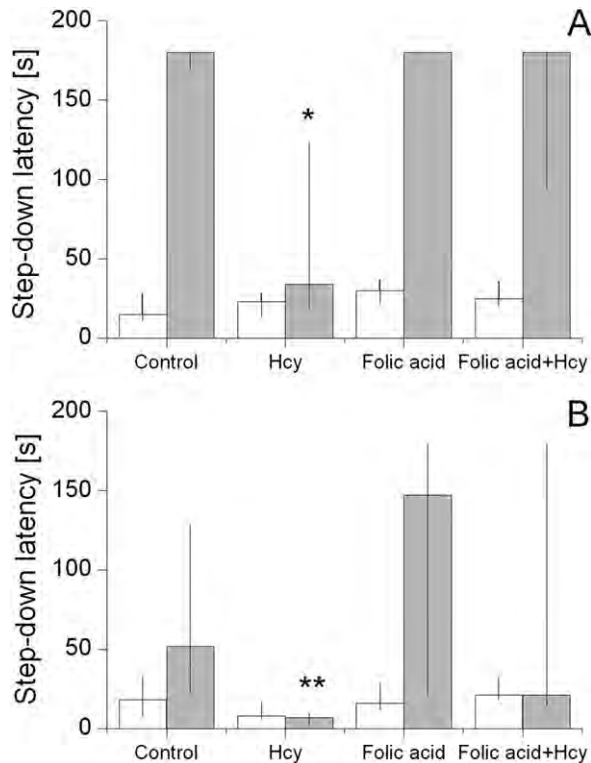 A
Step-down latency [s]
200
150
100
50
0
*
Control Hcy Folic acid Folic acid+Hcy
B
Step-down latency [s]
200
150
100
50
0
**
Control Hcy Folic acid Folic acid+Hcy